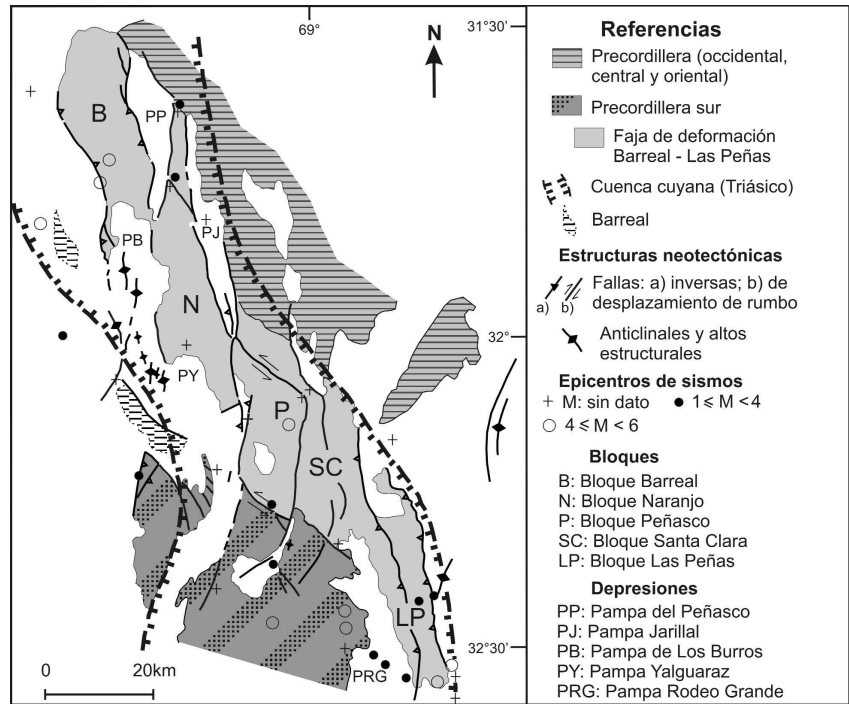 69°
31°30'
N
B
PP
PB
PJ
N
32°
PY
P
SC
LP
32°30'
PRG
0
20km
Referencias
Precordillera (occidental,
central y oriental)
Precordillera sur
Faja de deformación
Barreal - Las Peñas
Cuenca cuyana (Triásico)
Barreal
Estructuras neotectónicas
Fallas: a) inversas; b) de
desplazamiento de rumbo
a) b)
Anticlinales y altos
estructurales
Epicentros de sismos
+ M: sin dato ● 1 ⩽ M < 4
○ 4 ⩽ M < 6
Bloques
B: Bloque Barreal
N: Bloque Naranjo
P: Bloque Peñasco
SC: Bloque Santa Clara
LP: Bloque Las Peñas
Depresiones
PP: Pampa del Peñasco
PJ: Pampa Jarillal
PB: Pampa de Los Burros
PY: Pampa Yalguaraz
PRG: Pampa Rodeo Grande